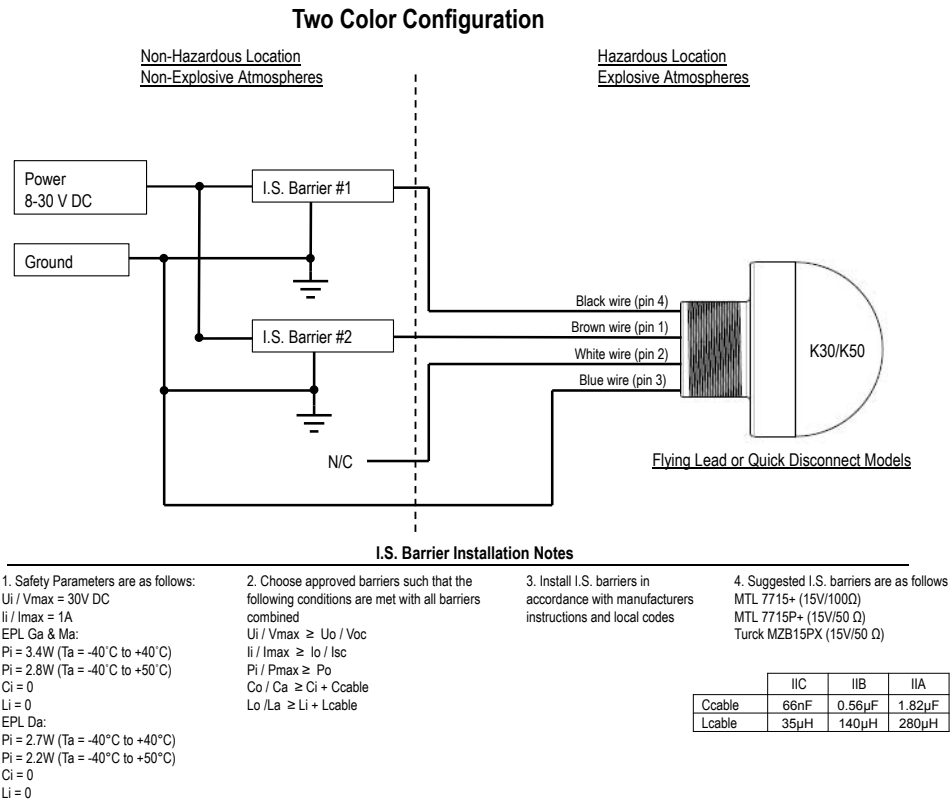 Two Color Configuration
Non-Hazardous Location
Non-Explosive Atmospheres
Hazardous Location
Explosive Atmospheres
Power
8-30 V DC
I.S. Barrier #1
Ground
I.S. Barrier #2
Black wire (pin 4)
Brown wire (pin 1)
White wire (pin 2)
Blue wire (pin 3)
K30/K50
N/C
Flying Lead or Quick Disconnect Models
I.S. Barrier Installation Notes
1. Safety Parameters are as follows:
Ui / Vmax = 30V DC
Ii / Imax = 1A
EPL Ga & Ma:
Pi = 3.4W (Ta = -40˚C to +40˚C)
Pi = 2.8W (Ta = -40˚C to +50˚C)
Ci = 0
Li = 0
EPL Da:
Pi = 2.7W (Ta = -40°C to +40°C)
Pi = 2.2W (Ta = -40°C to +50°C)
Ci = 0
Li = 0
2. Choose approved barriers such that the
following conditions are met with all barriers
combined
Ui / Vmax ≥ Uo / Voc
Ii / Imax ≥ Io / Isc
Pi / Pmax ≥ Po
Co / Ca ≥ Ci + Ccable
Lo /La ≥ Li + Lcable
3. Install I.S. barriers in
accordance with manufacturers
instructions and local codes
4. Suggested I.S. barriers are as follows
MTL 7715+ (15V/100Ω)
MTL 7715P+ (15V/50 Ω)
Turck MZB15PX (15V/50 Ω)
IIC IIB IIA
Ccable 66nF 0.56µF 1.82µF
Lcable 35µH 140µH 280µH